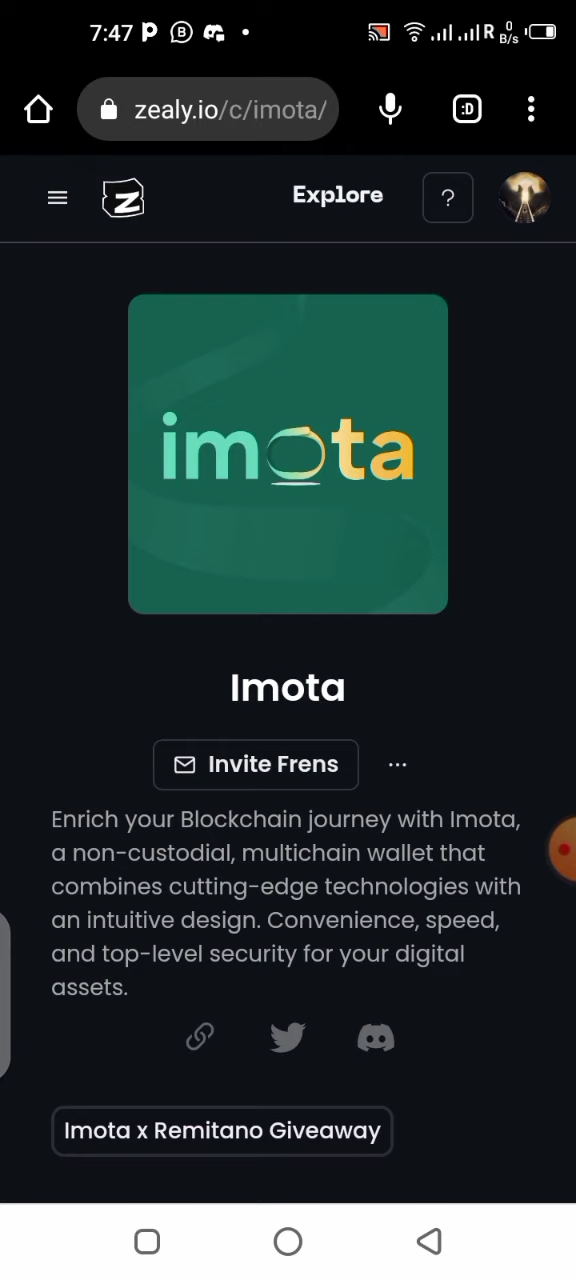 7:47
R 0 B/s
zealy.io/c/imota/
:D
Z
Explore
?
imota
Imota
Invite Frens
Enrich your Blockchain journey with Imota,
a non-custodial, multichain wallet that
combines cutting-edge technologies with
an intuitive design. Convenience, speed,
and top-level security for your digital
assets.
Imota x Remitano Giveaway